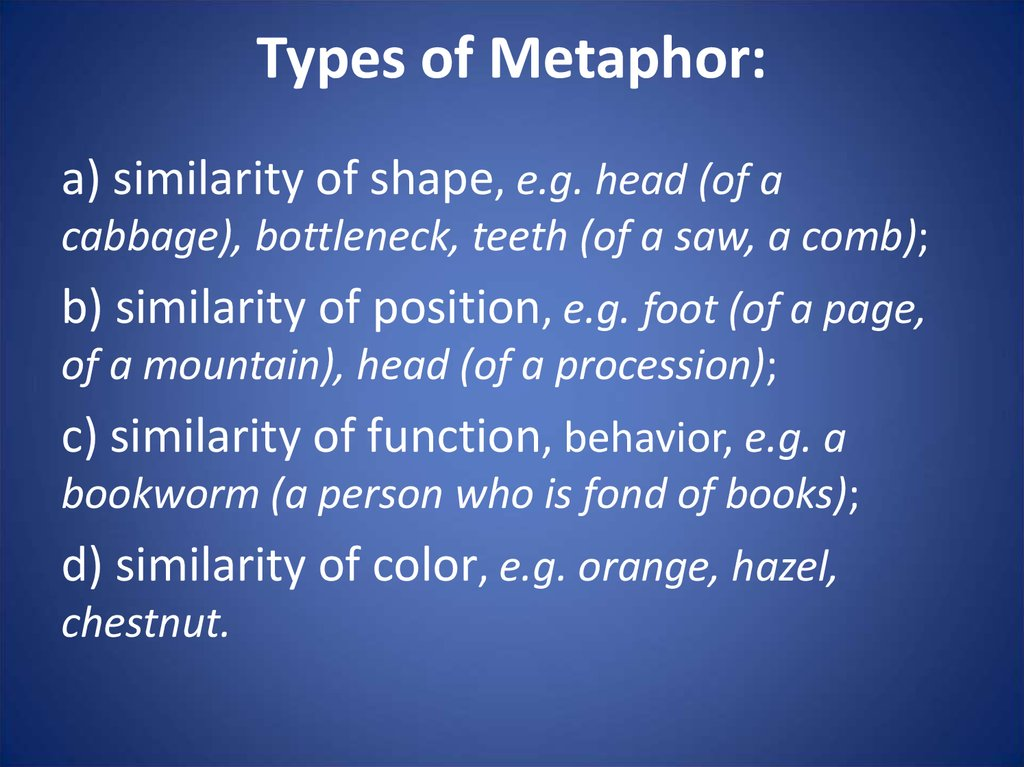 Types of Metaphor:
a) similarity of shape, e.g. head (of a
cabbage), bottleneck, teeth (of a saw, a comb);
b) similarity of position, e.g. foot (of a page,
of a mountain), head (of a procession);
c) similarity of function, behavior, e.g. a
bookworm (a person who is fond of books);
d) similarity of color, e.g. orange, hazel,
chestnut.